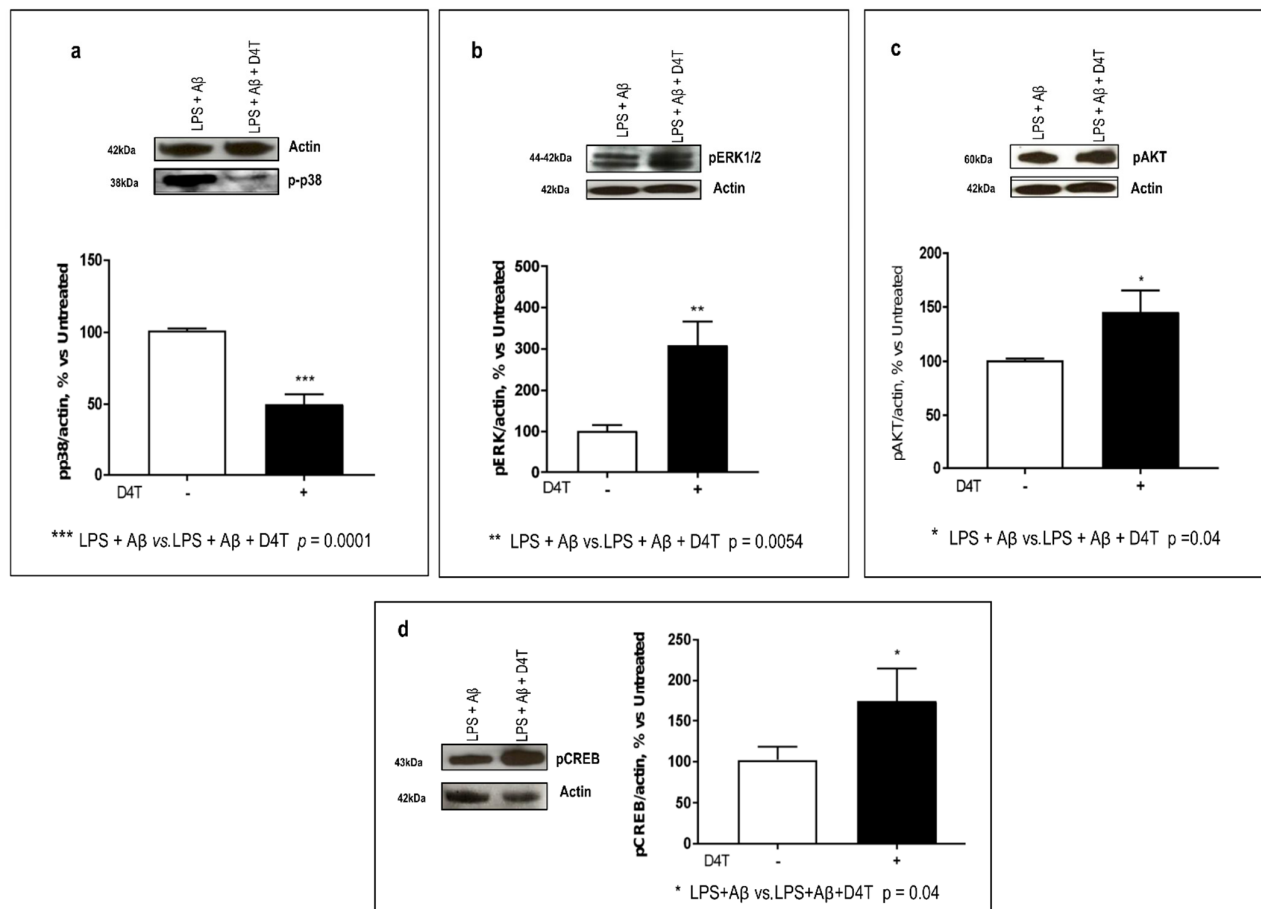 a
LPS + Aβ
LPS + Aβ + D4T
42kDa
Actin
38kDa
p-p38
pp38/actin, % vs Untreated
150
100
50
0
D4T - +
***
*** LPS + Aβ vs.LPS + Aβ + D4T p = 0.0001
b
LPS + Aβ
LPS + Aβ + D4T
44-42kDa
pERK1/2
42kDa
Actin
pERK/actin, % vs Untreated
500
400
300
200
100
0
**
D4T - +
** LPS + Aβ vs.LPS + Aβ + D4T p = 0.0054
c
LPS + Aβ
LPS + Aβ + D4T
60kDa
pAKT
42kDa
Actin
pAKT/actin, % vs Untreated
200
150
100
50
0
*
D4T - +
* LPS + Aβ vs.LPS + Aβ + D4T p =0.04
d
LPS + Aβ
LPS + Aβ + D4T
43kDa
pCREB
42kDa
Actin
pCREB/actin, % vs Untreated
250
200
150
100
50
0
*
D4T - +
* LPS+Aβ vs.LPS+Aβ+D4T p = 0.04